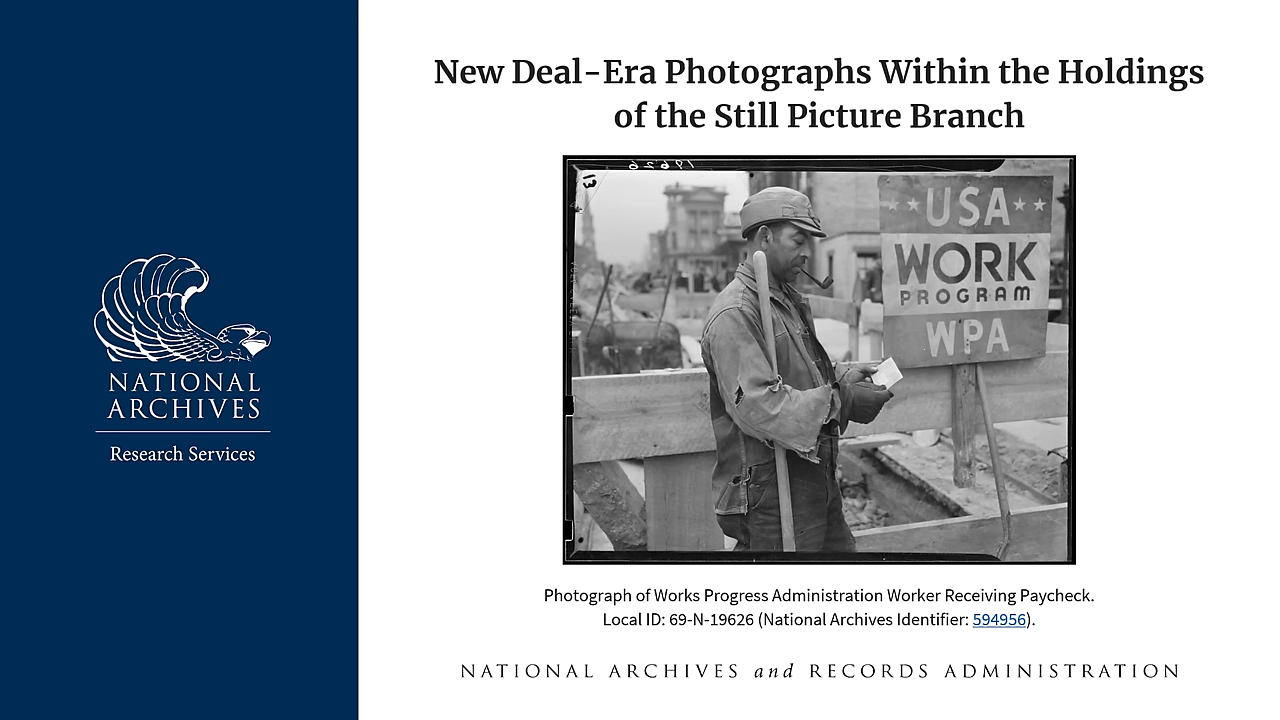 New Deal-Era Photographs Within the Holdings
of the Still Picture Branch
19626
13
★★USA★★
WORK
PROGRAM
WPA
NATIONAL
ARCHIVES
Research Services
Photograph of Works Progress Administration Worker Receiving Paycheck.
Local ID: 69-N-19626 (National Archives Identifier: 594956).
NATIONAL ARCHIVES and RECORDS ADMINISTRATION